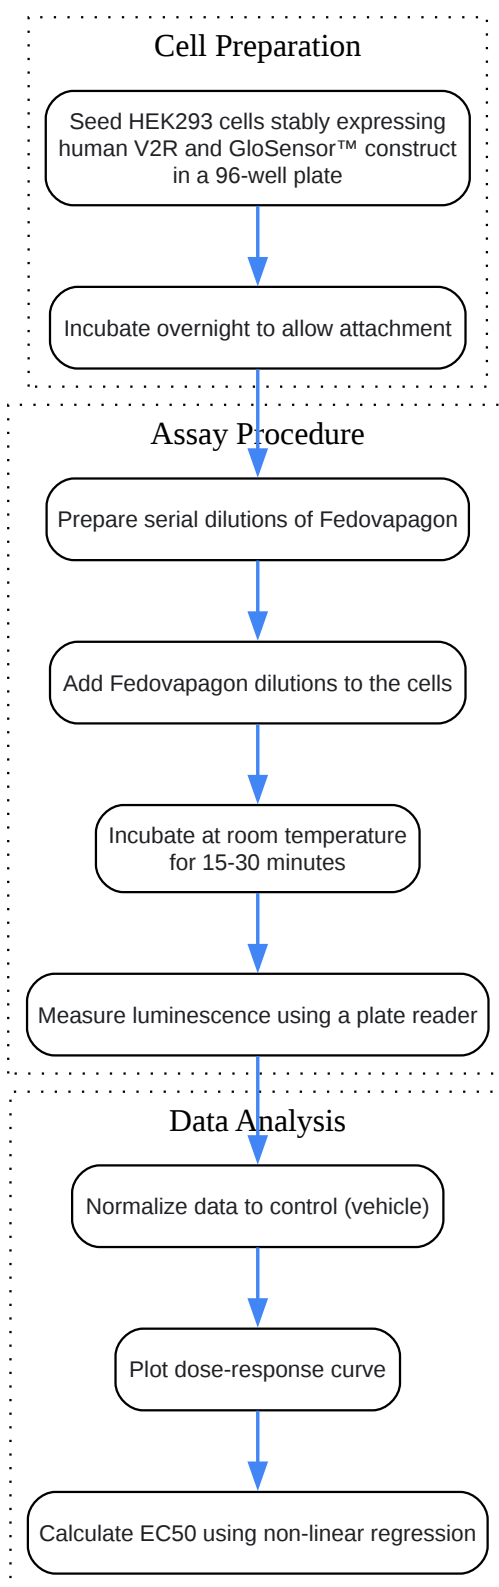 Cell Preparation
Seed HEK293 cells stably expressing
human V2R and GloSensor™ construct
in a 96-well plate
Incubate overnight to allow attachment
Assay Procedure
Prepare serial dilutions of Fedovapagon
Add Fedovapagon dilutions to the cells
Incubate at room temperature
for 15-30 minutes
Measure luminescence using a plate reader
Data Analysis
Normalize data to control (vehicle)
Plot dose-response curve
Calculate EC50 using non-linear regression